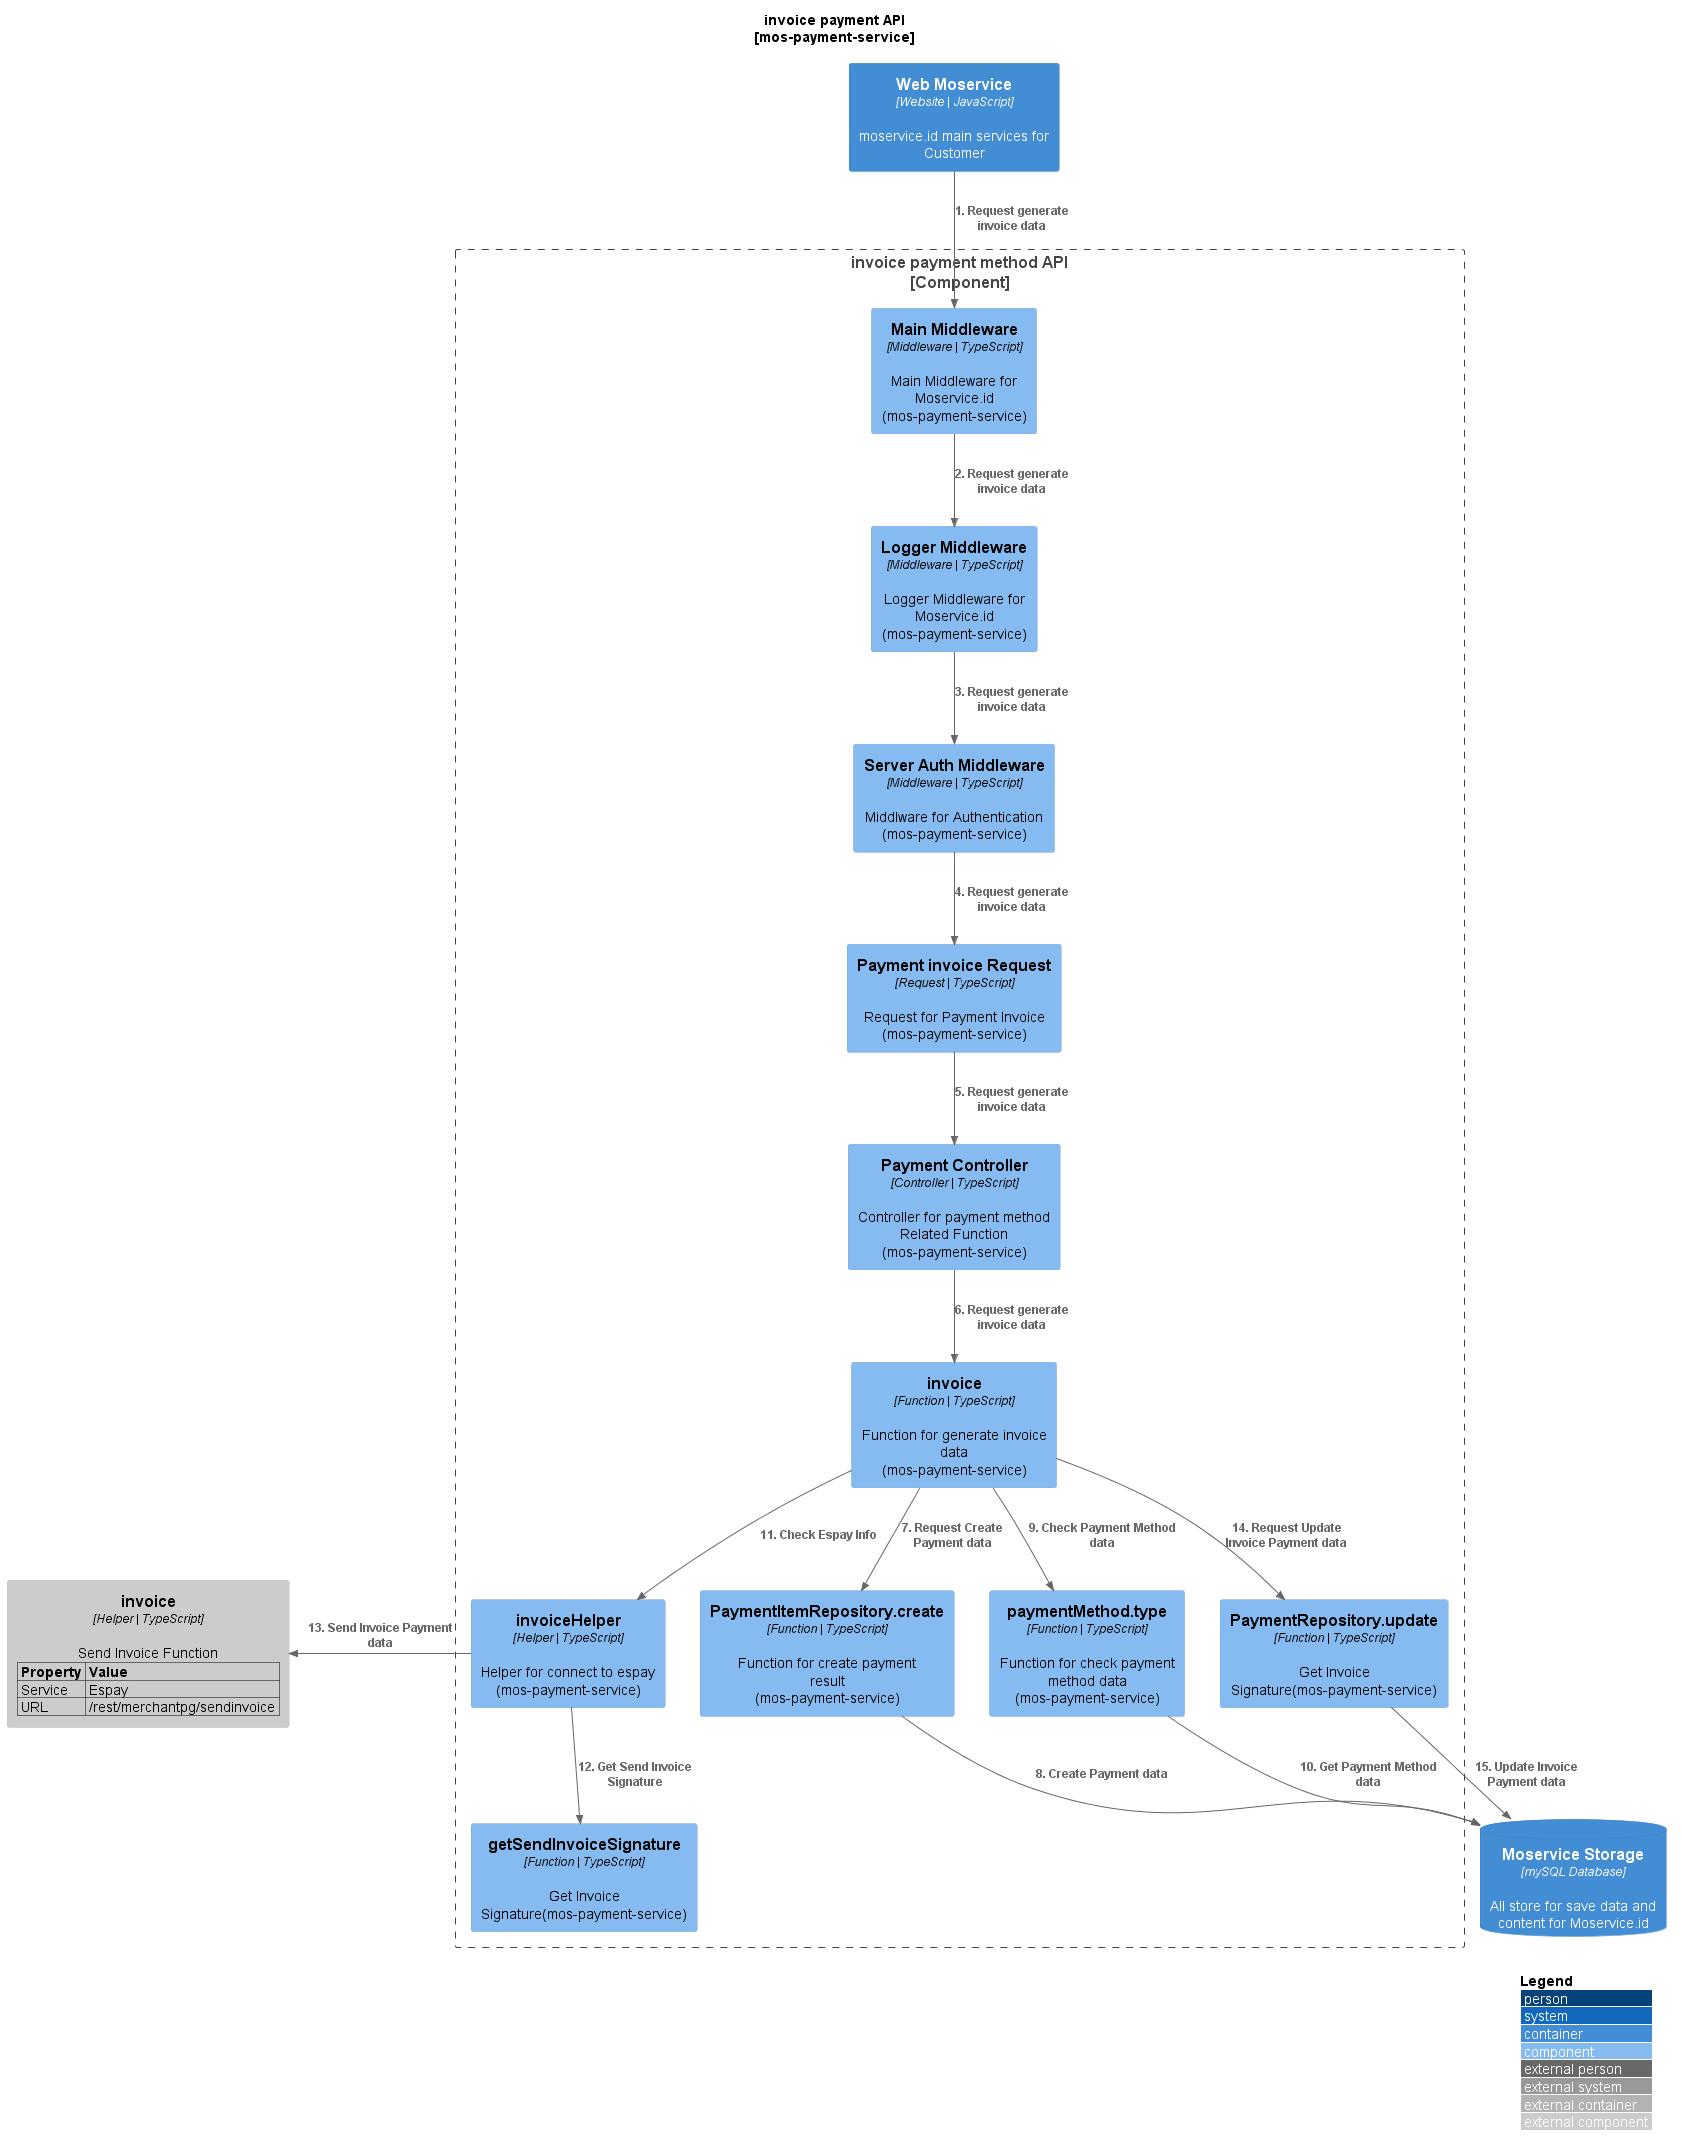 invoice payment API
[mos-payment-service]
Web Moservice
[Website | JavaScript]
moservice.id main services for
Customer
1. Request generate
invoice data
invoice payment method API
[Component]
Main Middleware
[Middleware | TypeScript]
Main Middleware for
Moservice.id
(mos-payment-service)
2. Request generate
invoice data
Logger Middleware
[Middleware | TypeScript]
Logger Middleware for
Moservice.id
(mos-payment-service)
3. Request generate
invoice data
Server Auth Middleware
[Middleware | TypeScript]
Middlware for Authentication
(mos-payment-service)
4. Request generate
invoice data
Payment invoice Request
[Request | TypeScript]
Request for Payment Invoice
(mos-payment-service)
5. Request generate
invoice data
Payment Controller
[Controller | TypeScript]
Controller for payment method
Related Function
(mos-payment-service)
6. Request generate
invoice data
invoice
[Function | TypeScript]
Function for generate invoice
data
(mos-payment-service)
11. Check Espay Info
7. Request Create
Payment data
9. Check Payment Method
data
14. Request Update
Invoice Payment data
invoice
[Helper | TypeScript]
Send Invoice Function
Property Value
Service Espay
URL /rest/merchantpg/sendinvoice
13. Send Invoice Payment
data
invoiceHelper
[Helper | TypeScript]
Helper for connect to espay
(mos-payment-service)
PaymentItemRepository.create
[Function | TypeScript]
Function for create payment
result
(mos-payment-service)
paymentMethod.type
[Function | TypeScript]
Function for check payment
method data
(mos-payment-service)
PaymentRepository.update
[Function | TypeScript]
Get Invoice
Signature(mos-payment-service)
12. Get Send Invoice
Signature
8. Create Payment data
10. Get Payment Method
data
15. Update Invoice
Payment data
getSendInvoiceSignature
[Function | TypeScript]
Get Invoice
Signature(mos-payment-service)
Moservice Storage
[mySQL Database]
All store for save data and
content for Moservice.id
Legend
person
system
container
component
external person
external system
external container
external component